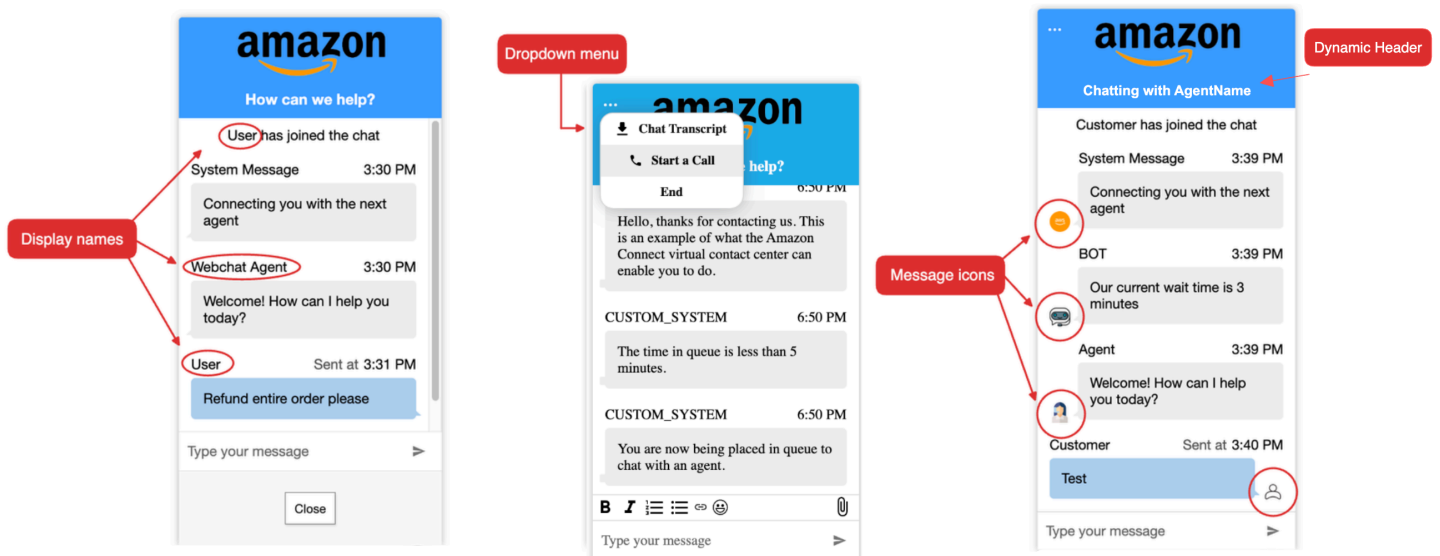 Display names
amazon
How can we help?
User has joined the chat
System Message 3:30 PM
Connecting you with the next
agent
Webchat Agent 3:30 PM
Welcome! How can I help you
today?
User Sent at 3:31 PM
Refund entire order please
Type your message
Close
Dropdown menu
...
amazon
Chat Transcript
Start a Call
help?
End
6:50 PM
Hello, thanks for contacting us. This
is an example of what the Amazon
Connect virtual contact center can
enable you to do.
CUSTOM_SYSTEM 6:50 PM
The time in queue is less than 5
minutes.
CUSTOM_SYSTEM 6:50 PM
You are now being placed in queue to
chat with an agent.
B I
Type your message
Message icons
...
amazon
Dynamic Header
Chatting with AgentName
Customer has joined the chat
System Message 3:39 PM
Connecting you with the next
agent
BOT 3:39 PM
Our current wait time is 3
minutes
Agent 3:39 PM
Welcome! How can I help
you today?
Customer Sent at 3:40 PM
Test
Type your message